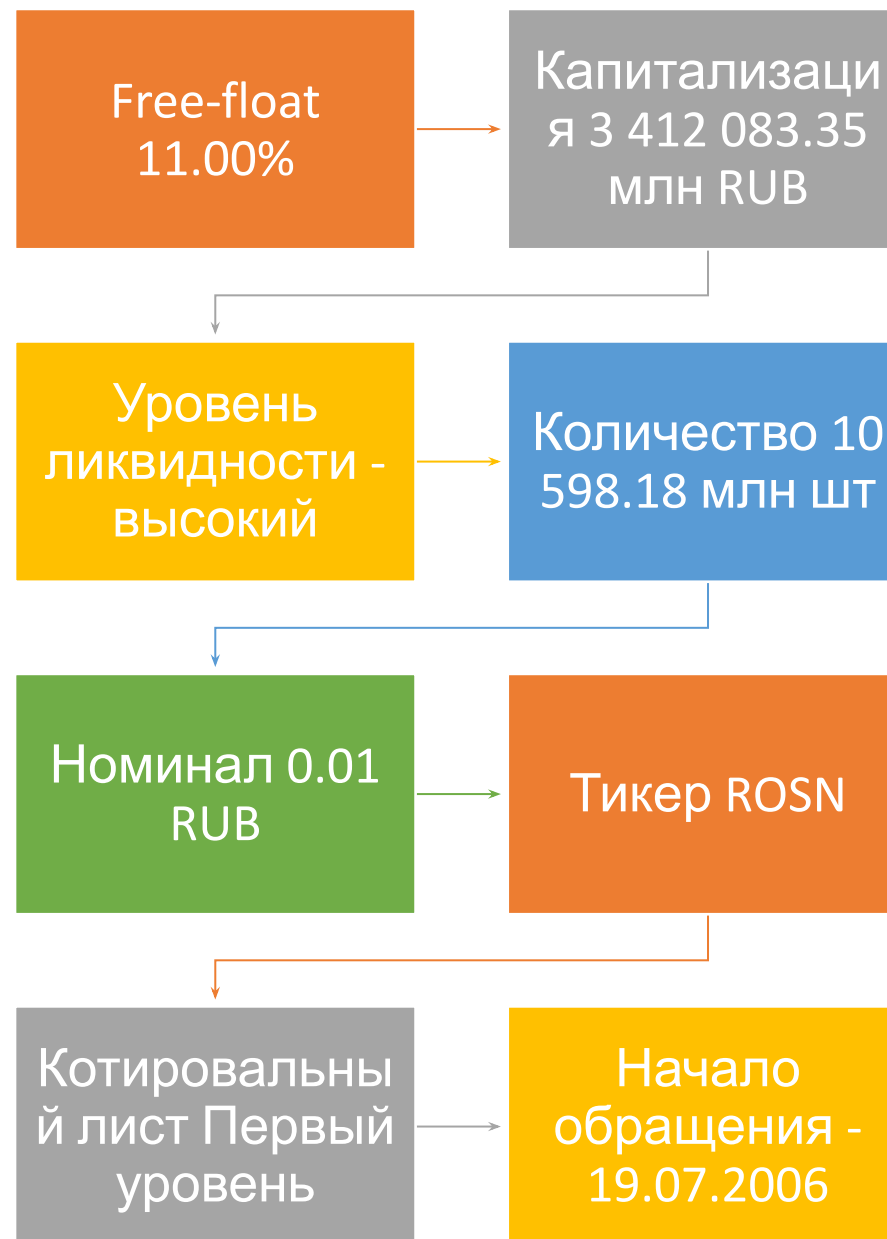 Free-float
11.00%
Капитализаци
я 3 412 083.35
млн RUB
Уровень
ликвидности -
высокий
Количество 10
598.18 млн шт
Номинал 0.01
RUB
Тикер ROSN
Котировальны
й лист Первый
уровень
Начало
обращения -
19.07.2006